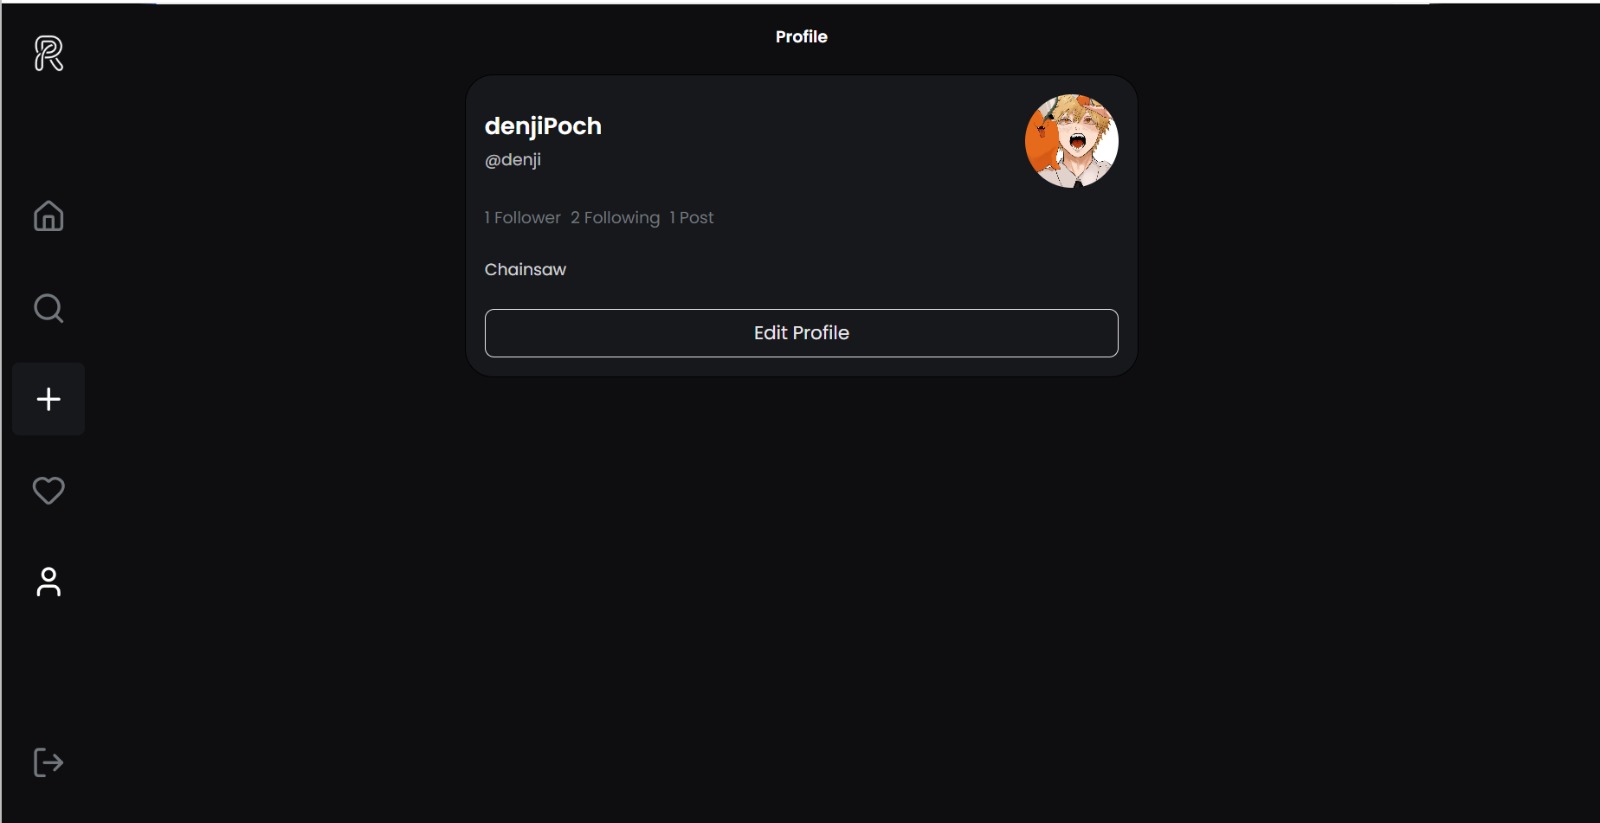 Profile
denjiPoch
@denji
1 Follower 2 Following 1 Post
Chainsaw
Edit Profile